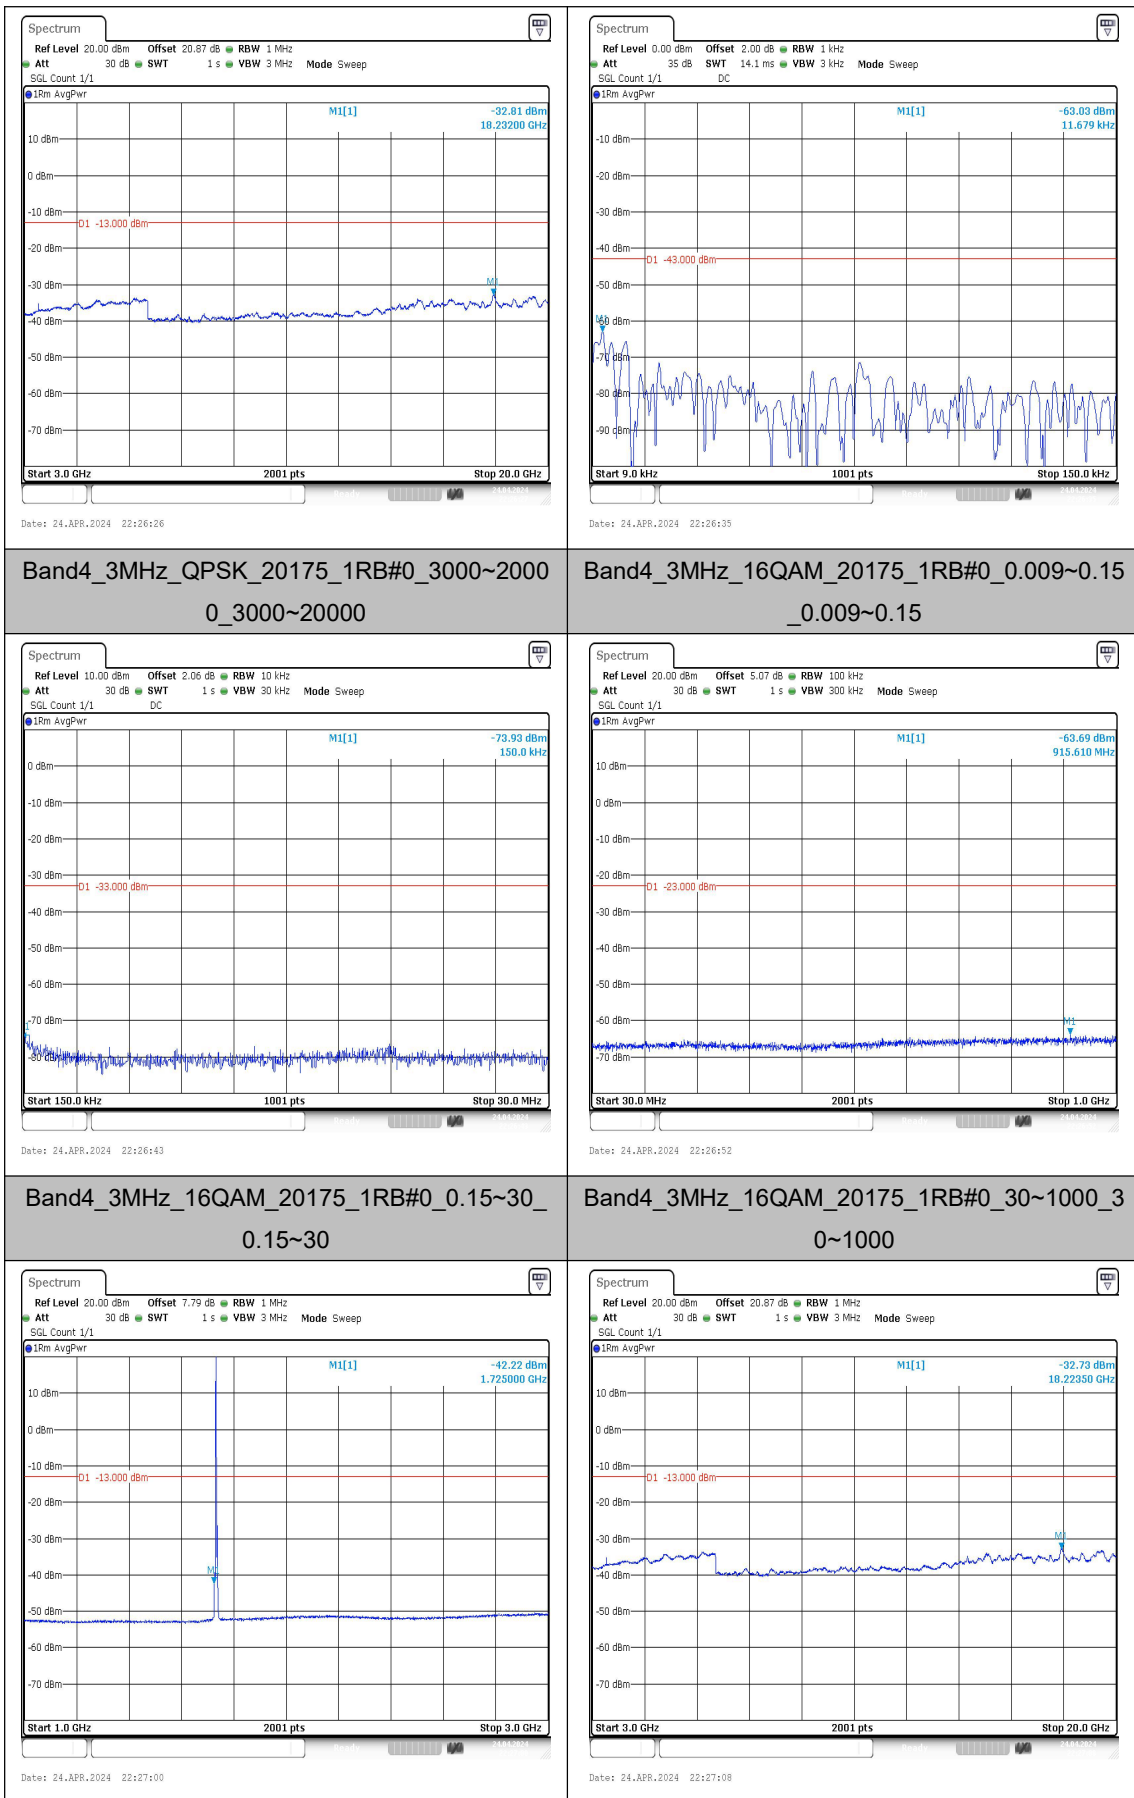 Spectrum
Ref Level 20.00 dBm Offset 20.87 dB RBW 1 MHz
Att 30 dB SWT 1 s VBW 3 MHz Mode Sweep
SGL Count 1/1
1Rm AvgPwr
M1[1] -32.81 dBm
18.23200 GHz
10 dBm
0 dBm
-10 dBm
D1 -13.000 dBm
-20 dBm
-30 dBm
M1
-40 dBm
-50 dBm
-60 dBm
-70 dBm
Start 3.0 GHz 2001 pts Stop 20.0 GHz
Date: 24.APR.2024 22:26:26
Spectrum
Ref Level 0.00 dBm Offset 2.00 dB RBW 1 kHz
Att 35 dB SWT 14.1 ms VBW 3 kHz Mode Sweep
SGL Count 1/1 DC
1Rm AvgPwr
M1[1] -63.03 dBm
11.679 kHz
-10 dBm
-20 dBm
-30 dBm
-40 dBm
D1 -43.000 dBm
-50 dBm
-60 dBm
-70 dBm
-80 dBm
-90 dBm
Start 9.0 kHz 1001 pts Stop 150.0 kHz
Date: 24.APR.2024 22:26:35
Band4_3MHz_QPSK_20175_1RB#0_3000~2000
0_3000~20000
Band4_3MHz_16QAM_20175_1RB#0_0.009~0.15
_0.009~0.15
Spectrum
Ref Level 10.00 dBm Offset 2.06 dB RBW 10 kHz
Att 30 dB SWT 1 s VBW 30 kHz Mode Sweep
SGL Count 1/1 DC
1Rm AvgPwr
M1[1] -73.93 dBm
150.0 kHz
0 dBm
-10 dBm
-20 dBm
-30 dBm
D1 -33.000 dBm
-40 dBm
-50 dBm
-60 dBm
-70 dBm
-80 dBm
Start 150.0 kHz 1001 pts Stop 30.0 MHz
Date: 24.APR.2024 22:26:43
Spectrum
Ref Level 20.00 dBm Offset 5.07 dB RBW 100 kHz
Att 30 dB SWT 1 s VBW 300 kHz Mode Sweep
SGL Count 1/1
1Rm AvgPwr
M1[1] -63.69 dBm
915.610 MHz
10 dBm
0 dBm
-10 dBm
-20 dBm
D1 -23.000 dBm
-30 dBm
-40 dBm
-50 dBm
-60 dBm
M1
-70 dBm
Start 30.0 MHz 2001 pts Stop 1.0 GHz
Date: 24.APR.2024 22:26:52
Band4_3MHz_16QAM_20175_1RB#0_0.15~30_
0.15~30
Band4_3MHz_16QAM_20175_1RB#0_30~1000_3
0~1000
Spectrum
Ref Level 20.00 dBm Offset 7.79 dB RBW 1 MHz
Att 30 dB SWT 1 s VBW 3 MHz Mode Sweep
SGL Count 1/1
1Rm AvgPwr
M1[1] -42.22 dBm
1.725000 GHz
10 dBm
0 dBm
-10 dBm
D1 -13.000 dBm
-20 dBm
-30 dBm
-40 dBm
-50 dBm
-60 dBm
-70 dBm
Start 1.0 GHz 2001 pts Stop 3.0 GHz
Date: 24.APR.2024 22:27:00
Spectrum
Ref Level 20.00 dBm Offset 20.87 dB RBW 1 MHz
Att 30 dB SWT 1 s VBW 3 MHz Mode Sweep
SGL Count 1/1
1Rm AvgPwr
M1[1] -32.73 dBm
18.22350 GHz
10 dBm
0 dBm
-10 dBm
D1 -13.000 dBm
-20 dBm
-30 dBm
M1
-40 dBm
-50 dBm
-60 dBm
-70 dBm
Start 3.0 GHz 2001 pts Stop 20.0 GHz
Date: 24.APR.2024 22:27:08